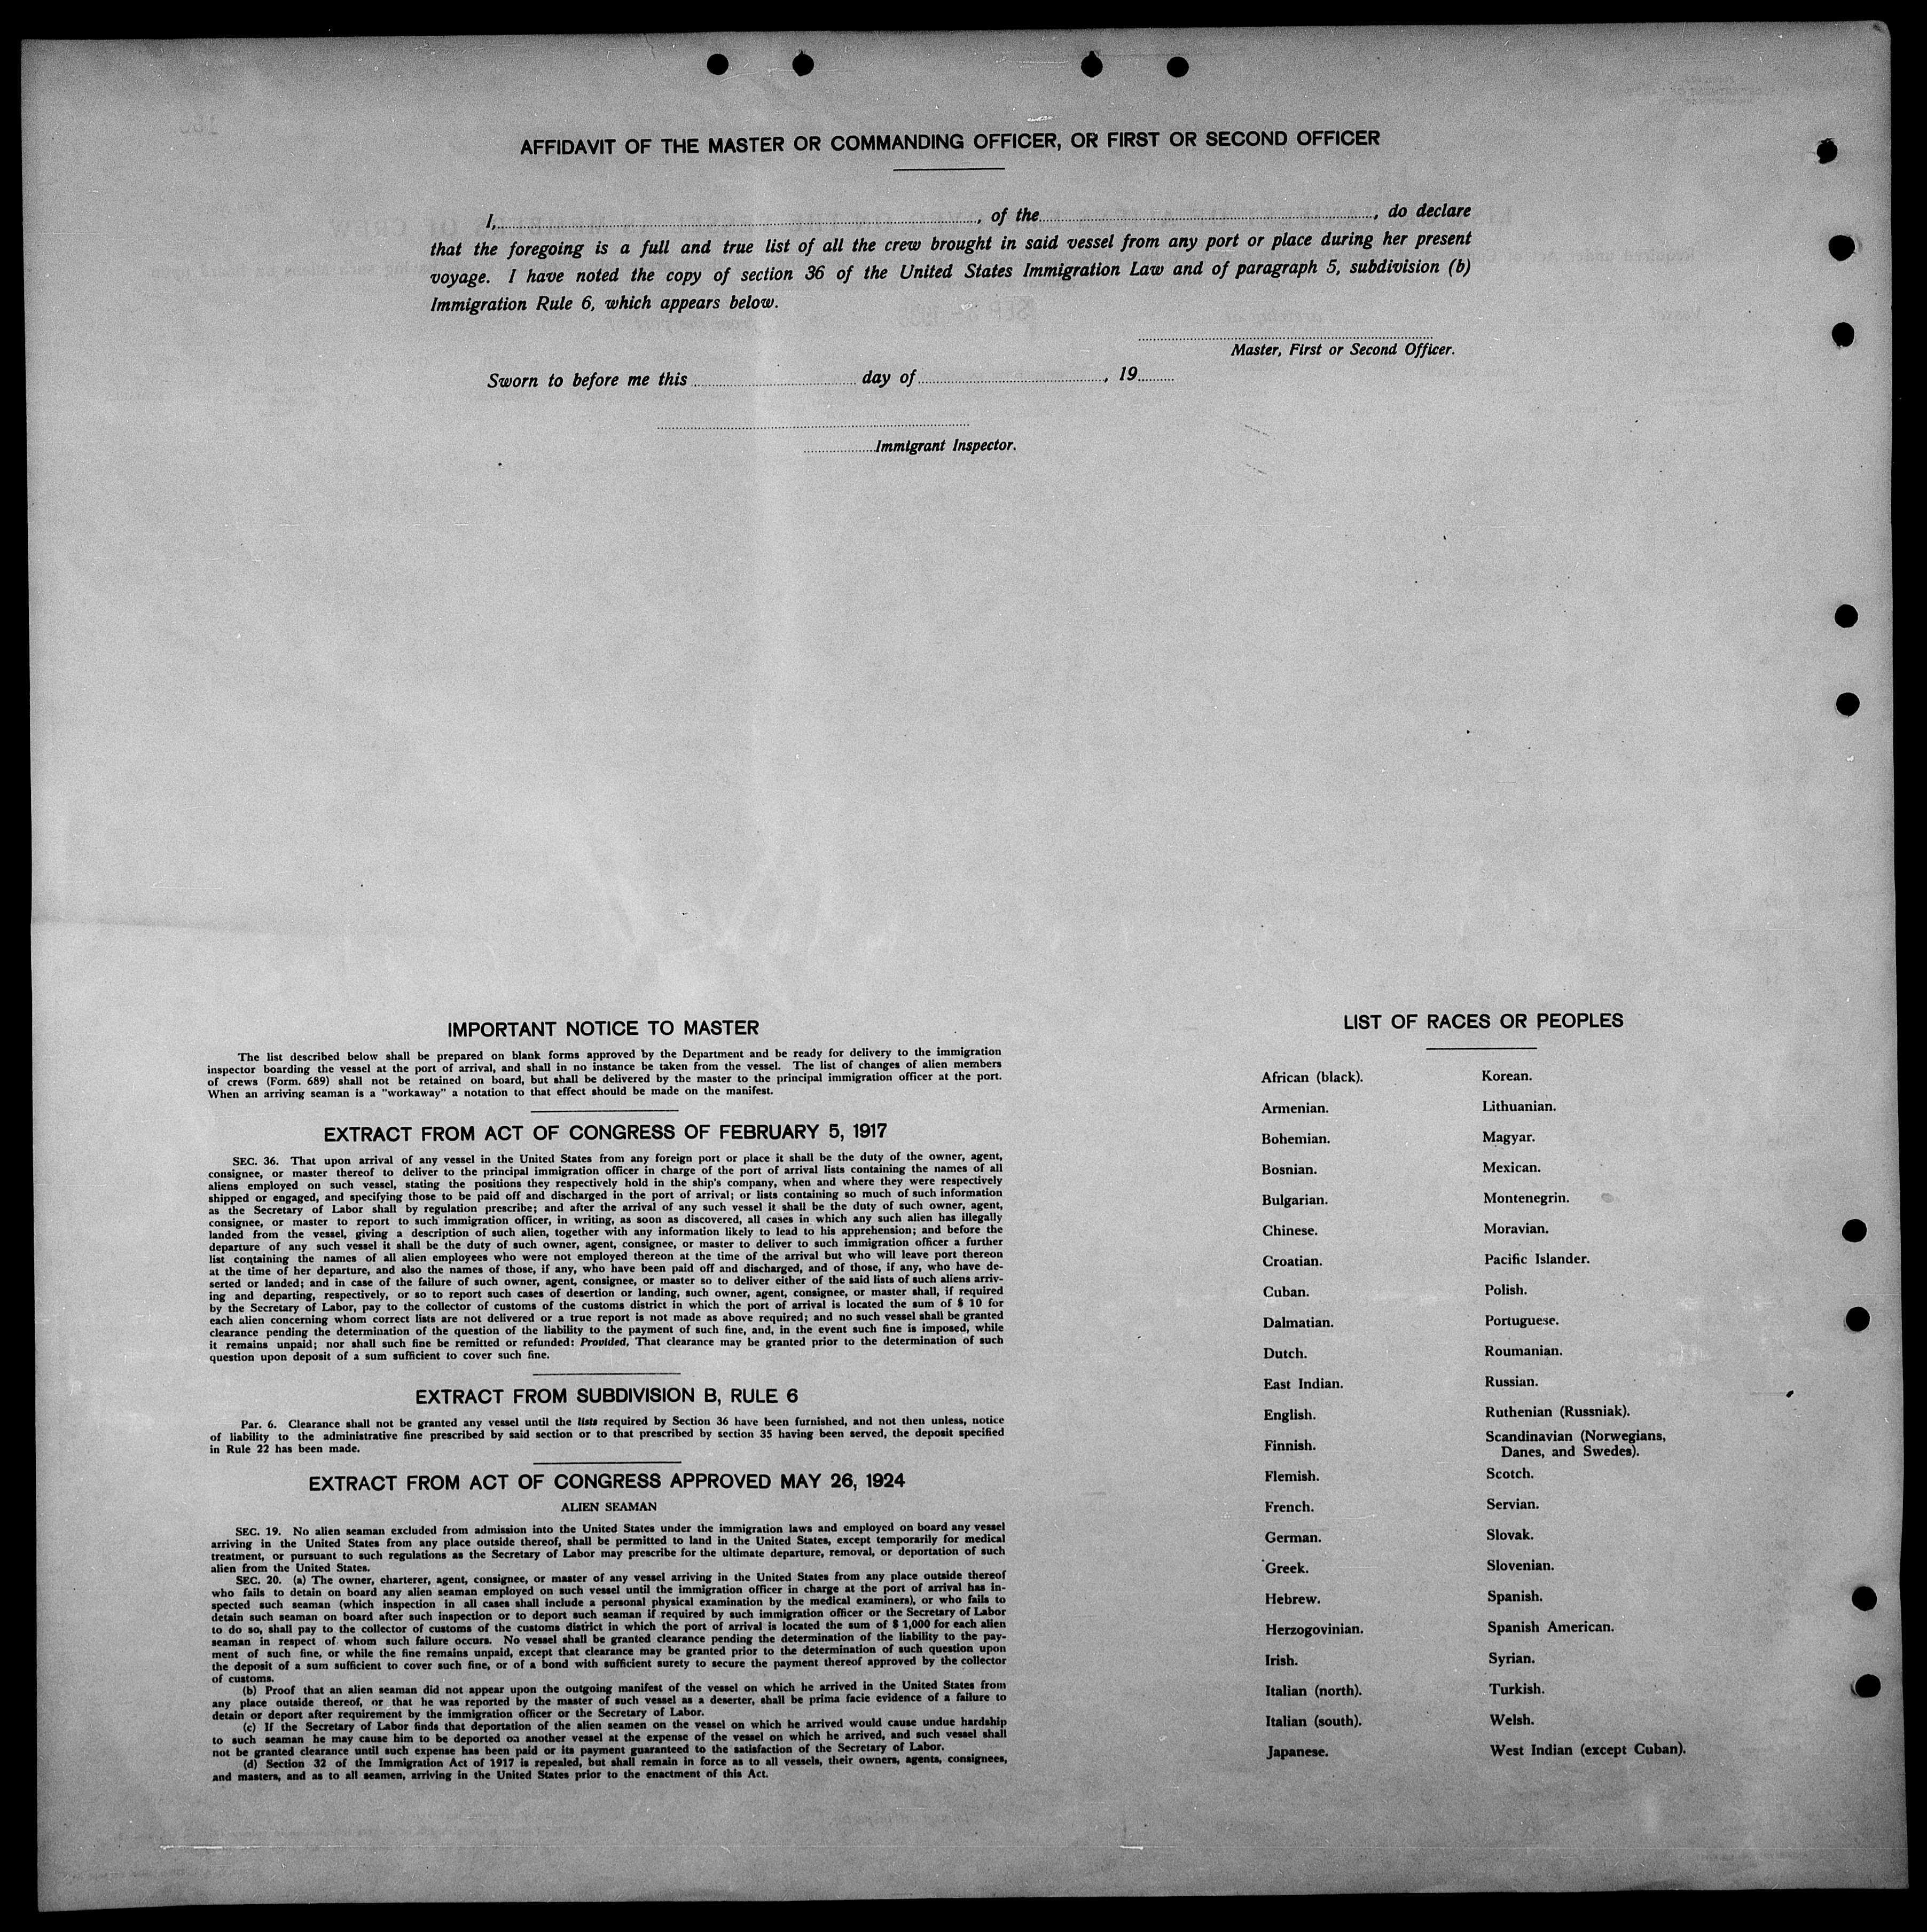 AFFIDAVIT OF THE MASTER OR COMMANDING OFFICER, OR FIRST OR SECOND OFFICER
I,, of the, do declare
that the foregoing is a full and true list of all the crew brought in said vessel from any port or place during her present
voyage. I have noted the copy of section 36 of the United States Immigration Law and of paragraph 5, subdivision (b)
Immigration Rule 6, which appears below.
Master, First or Second Officer.
Sworn to before me this day of, 19
Immigrant Inspector.
IMPORTANT NOTICE TO MASTER
The list described below shall be prepared on blank forms approved by the Department and be ready for delivery to the immigration
inspector boarding the vessel at the port of arrival, and shall in no instance be taken from the vessel. The list of changes of alien members
of crews (Form. 689) shall not be retained on board, but shall be delivered by the master to the principal immigration officer at the port.
When an arriving seaman is a "workaway" a notation to that effect should be made on the manifest.
EXTRACT FROM ACT OF CONGRESS OF FEBRUARY 5, 1917
SEC. 36. That upon arrival of any vessel in the United States from any foreign port or place it shall be the duty of the owner, agent,
consignee, or master thereof to deliver to the principal immigration officer in charge of the port of arrival lists containing the names of all
aliens employed on such vessel, stating the positions they respectively hold in the ship's company, when and where they were respectively
shipped or engaged, and specifying those to be paid off and discharged in the port of arrival; or lists containing so much of such information
as the Secretary of Labor shall by regulation prescribe; and after the arrival of any such vessel it shall be the duty of such owner, agent,
consignee, or master to report to such immigration officer, in writing, as soon as discovered, all cases in which any such alien has illegally
landed from the vessel, giving a description of such alien, together with any information likely to lead to his apprehension; and before the
departure of any such vessel it shall be the duty of such owner, agent, consignee, or master to deliver to such immigration officer a further
list containing the names of all alien employees who were not employed thereon at the time of the arrival but who will leave port thereon
at the time of her departure, and also the names of those, if any, who have been paid off and discharged, and of those, if any, who have de-
serted or landed; and in case of the failure of such owner, agent, consignee, or master so to deliver either of the said lists of such aliens arriv-
ing and departing, respectively, or so to report such cases of desertion or landing, such owner, agent, consignee, or master shall, if required
by the Secretary of Labor, pay to the collector of customs of the customs district in which the port of arrival is located the sum of $ 10 for
each alien concerning whom correct lists are not delivered or a true report is not made as above required; and no such vessel shall be granted
clearance pending the determination of the question of the liability to the payment of such fine, and, in the event such fine is imposed, while
it remains unpaid; nor shall such fine be remitted or refunded: Provided, That clearance may be granted prior to the determination of such
question upon deposit of a sum sufficient to cover such fine.
EXTRACT FROM SUBDIVISION B, RULE 6
Par. 6. Clearance shall not be granted any vessel until the lists required by Section 36 have been furnished, and not then unless, notice
of liability to the administrative fine prescribed by said section or to that prescribed by section 35 having been served, the deposit specified
in Rule 22 has been made.
EXTRACT FROM ACT OF CONGRESS APPROVED MAY 26, 1924
ALIEN SEAMAN
SEC. 19. No alien seaman excluded from admission into the United States under the immigration laws and employed on board any vessel
arriving in the United States from any place outside thereof, shall be permitted to land in the United States, except temporarily for medical
treatment, or pursuant to such regulations as the Secretary of Labor may prescribe for the ultimate departure, removal, or deportation of such
alien from the United States.
SEC. 20. (a) The owner, charterer, agent, consignee, or master of any vessel arriving in the United States from any place outside thereof
who fails to detain on board any alien seaman employed on such vessel until the immigration officer in charge at the port of arrival has in-
spected such seaman (which inspection in all cases shall include a personal physical examination by the medical examiners), or who fails to
detain such seaman on board after such inspection or to deport such seaman if required by such immigration officer or the Secretary of Labor
to do so, shall pay to the collector of customs of the customs district in which the port of arrival is located the sum of $ 1,000 for each alien
seaman in respect of whom such failure occurs. No vessel shall be granted clearance pending the determination of the liability to the pay-
ment of such fine, or while the fine remains unpaid, except that clearance may be granted prior to the determination of such question upon
the deposit of a sum sufficient to cover such fine, or of a bond with sufficient surety to secure the payment thereof approved by the collector
of customs.
(b) Proof that an alien seaman did not appear upon the outgoing manifest of the vessel on which he arrived in the United States from
any place outside thereof, or that he was reported by the master of such vessel as a deserter, shall be prima facie evidence of a failure to
detain or deport after requirement by the immigration officer or the Secretary of Labor.
(c) If the Secretary of Labor finds that deportation of the alien seamen on the vessel on which he arrived would cause undue hardship
to such seaman he may cause him to be deported on another vessel at the expense of the vessel on which he arrived, and such vessel shall
not be granted clearance until such expense has been paid or its payment guaranteed to the satisfaction of the Secretary of Labor.
(d) Section 32 of the Immigration Act of 1917 is repealed, but shall remain in force as to all vessels, their owners, agents, consignees,
and masters, and as to all seamen, arriving in the United States prior to the enactment of this Act.
LIST OF RACES OR PEOPLES
African (black).
Armenian.
Bohemian.
Bosnian.
Bulgarian.
Chinese.
Croatian.
Cuban.
Dalmatian.
Dutch.
East Indian.
English.
Finnish.
Flemish.
French.
German.
Greek.
Hebrew.
Herzogovinian.
Irish.
Italian (north).
Italian (south).
Japanese.
Korean.
Lithuanian.
Magyar.
Mexican.
Montenegrin.
Moravian.
Pacific Islander.
Polish.
Portuguese.
Roumanian.
Russian.
Ruthenian (Russniak).
Scandinavian (Norwegians,
Danes, and Swedes).
Scotch.
Servian.
Slovak.
Slovenian.
Spanish.
Spanish American.
Syrian.
Turkish.
Welsh.
West Indian (except Cuban).